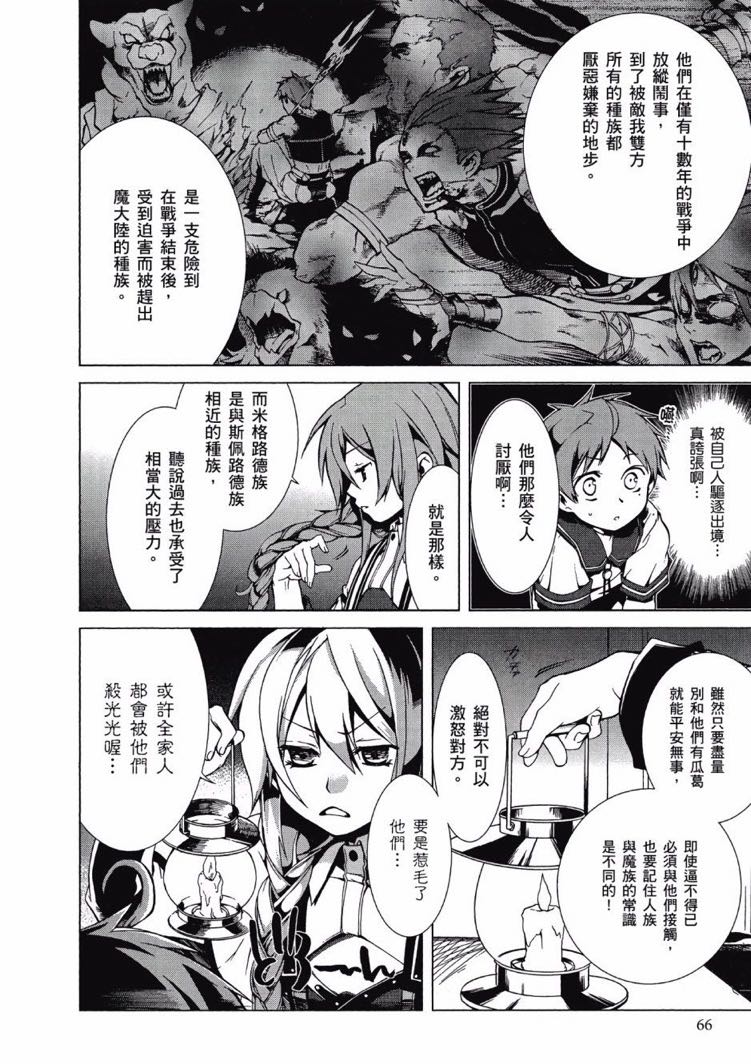 他們在僅有十數年的戰爭中
放縱鬧事，
到了被敵我雙方
所有的種族都
厭惡嫌棄的地步。
是一支危險到
在戰爭結束後，
受到迫害而被趕出
魔大陸的種族。
被自己人驅逐出境…
真誇張啊…
嗯
他們那麼令人
討厭啊…
就是那樣。
而米格路德族
是與斯佩路德族
相近的種族，
聽說過去也承受了
相當大的壓力。
雖然只要盡量
別和他們有瓜葛
就能平安無事，
即使逼不得已
必須與他們接觸，
也要記住人族
與魔族的常識
是不同的！
絕對不可以
激怒對方。
要是惹毛了
他們…
或許全家人
都會被他們
殺光光喔…
66